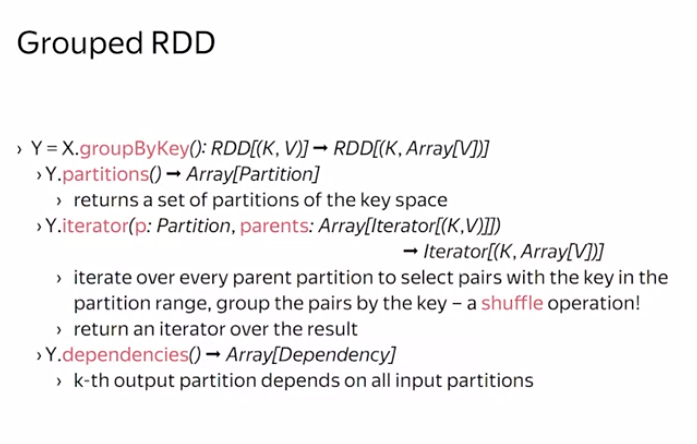 Grouped RDD
› Y = X.groupByKey(): RDD[(K, V)] → RDD[(K, Array[V])]
› Y.partitions() → Array[Partition]
› returns a set of partitions of the key space
› Y.iterator(p: Partition, parents: Array[Iterator[(K,V)]])
→ Iterator[(K, Array[V])]
› iterate over every parent partition to select pairs with the key in the
partition range, group the pairs by the key – a shuffle operation!
› return an iterator over the result
› Y.dependencies() → Array[Dependency]
› k-th output partition depends on all input partitions